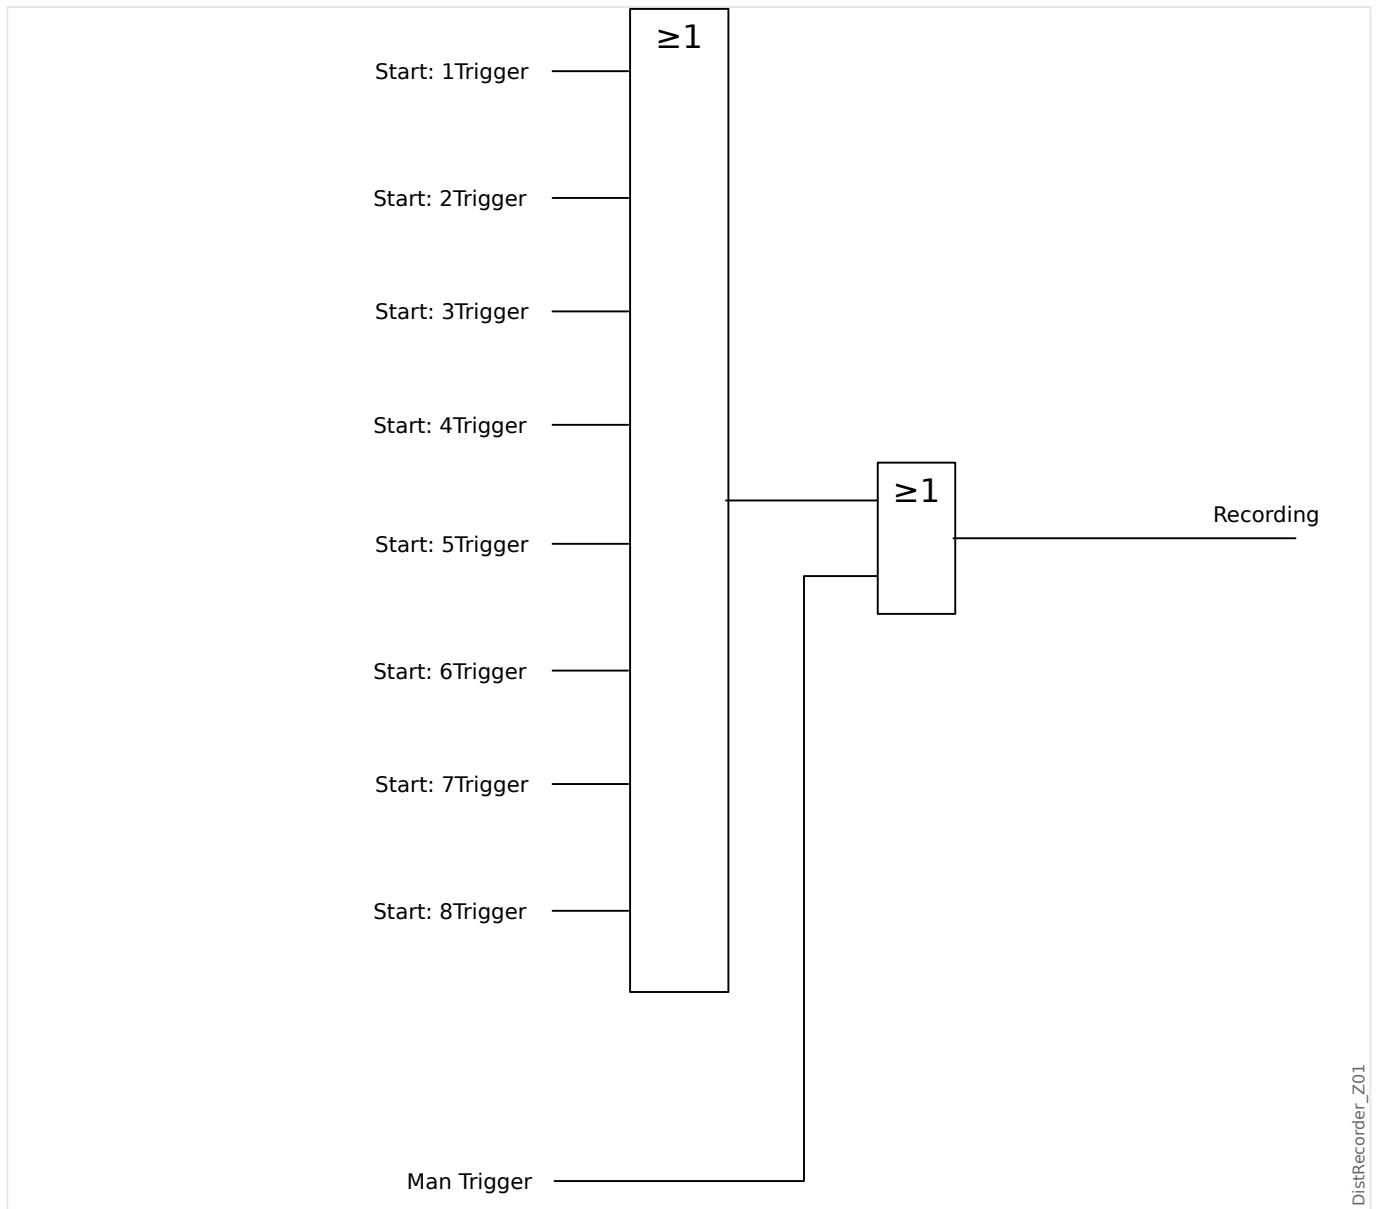 ≥1
Start: 1Trigger
Start: 2Trigger
Start: 3Trigger
Start: 4Trigger
≥1
Recording
Start: 5Trigger
Start: 6Trigger
Start: 7Trigger
Start: 8Trigger
Man Trigger
DistRecorder_Z01